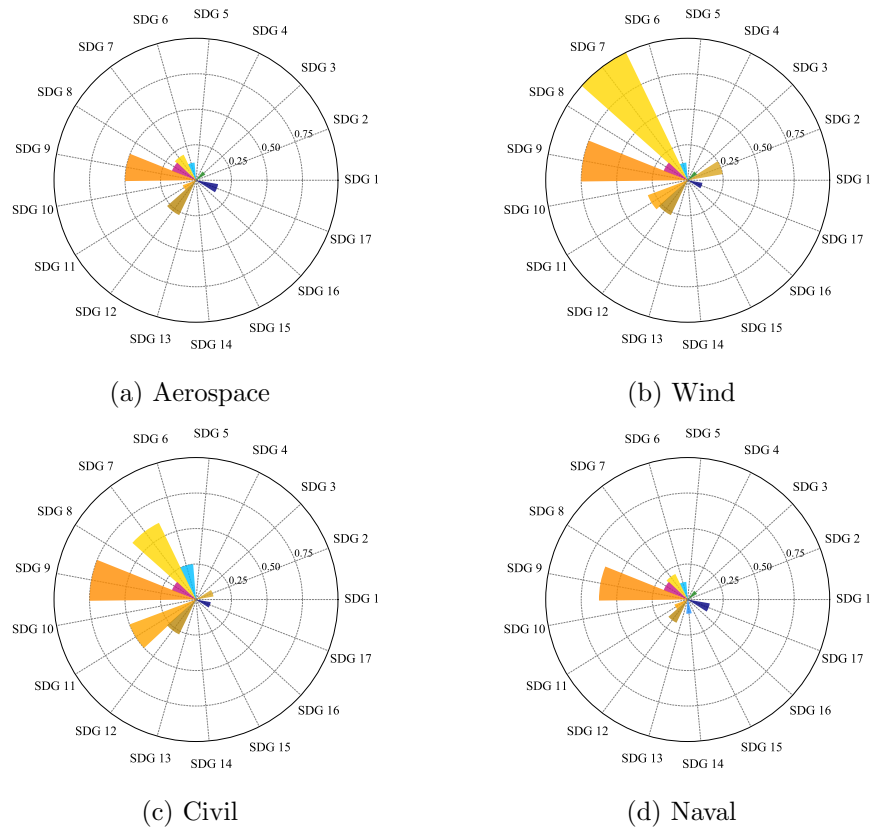 SDG 5
SDG 6
SDG 4
SDG 7
SDG 3
SDG 8
SDG 2
0.75
0.50
0.25
SDG 9
SDG 1
SDG 10
SDG 17
SDG 11
SDG 16
SDG 12
SDG 15
SDG 13
SDG 14
(a) Aerospace
SDG 5
SDG 6
SDG 4
SDG 7
SDG 3
SDG 8
SDG 2
0.75
0.50
0.25
SDG 9
SDG 1
SDG 10
SDG 17
SDG 11
SDG 16
SDG 12
SDG 15
SDG 13
SDG 14
(b) Wind
SDG 5
SDG 6
SDG 4
SDG 7
SDG 3
SDG 8
SDG 2
0.75
0.50
0.25
SDG 9
SDG 1
SDG 10
SDG 17
SDG 11
SDG 16
SDG 12
SDG 15
SDG 13
SDG 14
(c) Civil
SDG 5
SDG 6
SDG 4
SDG 7
SDG 3
SDG 8
SDG 2
0.75
0.50
0.25
SDG 9
SDG 1
SDG 10
SDG 17
SDG 11
SDG 16
SDG 12
SDG 15
SDG 13
SDG 14
(d) Naval